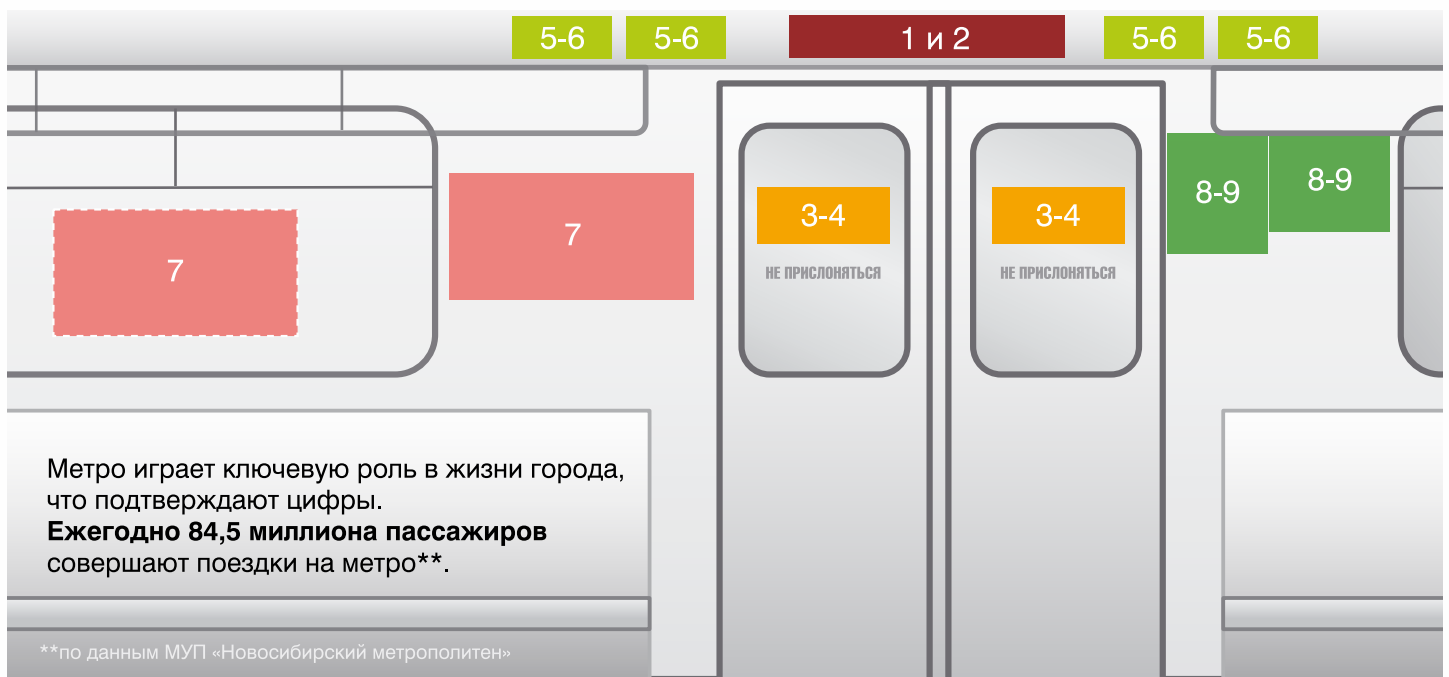 5-6 5-6 1 и 2 5-6 5-6
8-9 8-9
7 7 3-4 3-4
НЕ ПРИСЛОНЯТЬСЯ НЕ ПРИСЛОНЯТЬСЯ
Метро играет ключевую роль в жизни города,
что подтверждают цифры.
Ежегодно 84,5 миллиона пассажиров
совершают поездки на метро**.
**по данным МУП «Новосибирский метрополитен»